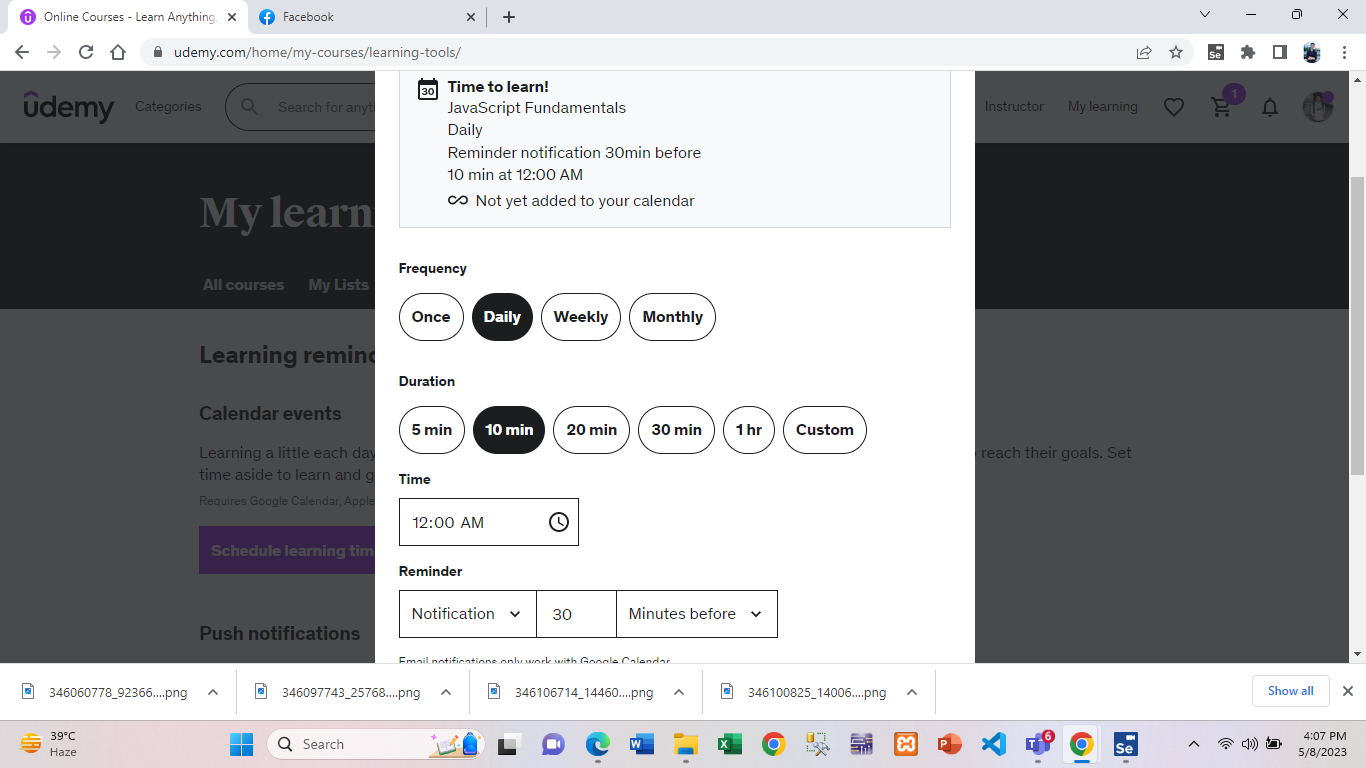 Online Courses - Learn Anything,
Facebook
udemy.com/home/my-courses/learning-tools/
Se
ûdemy
Categories
Search for anyt
Instructor
My learning
1
30
Time to learn!
JavaScript Fundamentals
Daily
Reminder notification 30min before
10 min at 12:00 AM
Not yet added to your calendar
My learn
All courses
My Lists
Frequency
Once
Daily
Weekly
Monthly
Learning remin
Duration
Calendar events
5 min
10 min
20 min
30 min
1 hr
Custom
Learning a little each day
reach their goals. Set
time aside to learn and g
Time
Requires Google Calendar, Apple
12:00 AM
Schedule learning tim
Reminder
Notification
30
Minutes before
Push notifications
Email notifications only work with Google Calendar
346060778_92366....png
346097743_25768....png
346106714_14460....png
346100825_14006....png
Show all
39°C
Haze
Search
W
X
P
T
6
Se
4:07 PM
5/8/2023